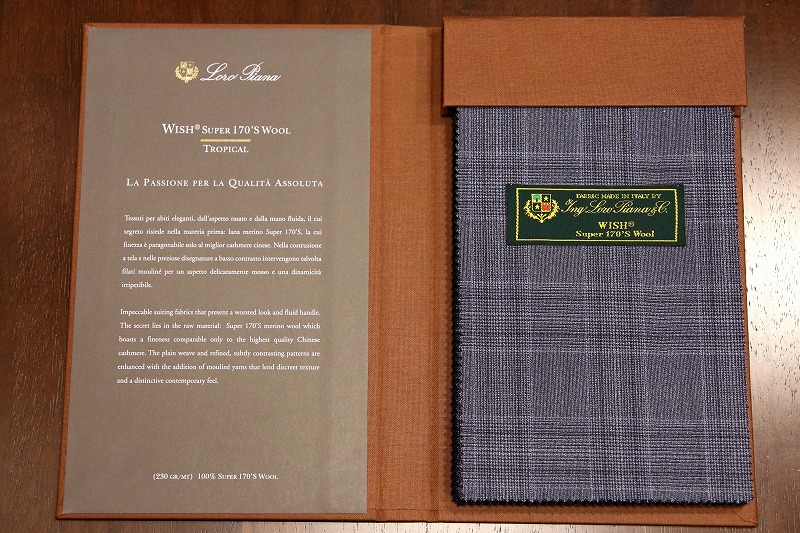 Loro Piana
WISH® SUPER 170'S WOOL
TROPICAL
LA PASSIONE PER LA QUALITÀ ASSOLUTA
Tessuti per abiti eleganti, dall'aspetto rasato e dalla mano fluida, il cui
segreto risiede nella materia prima: lana merino Super 170'S, la cui
finezza è paragonabile solo al miglior cashmere cinese. Nella costruzione
a tela e nelle preziose disegnature a basso contrasto intervengono talvolta
filati mouliné per un aspetto delicatamente mosso e una dinamicità
irripetibile.
Impeccable suiting fabrics that present a worsted look and fluid handle.
The secret lies in the raw material: Super 170'S merino wool which
boasts a fineness comparable only to the highest quality Chinese
cashmere. The plain weave and refined, subtly contrasting patterns are
enhanced with the addition of mouliné yarns that lend discreet texture
and a distinctive contemporary feel.
(230 GR/MT) 100% SUPER 170'S WOOL
FABRIC MADE IN ITALY BY
Ing. Loro Piana & C.
WISH®
Super 170'S Wool